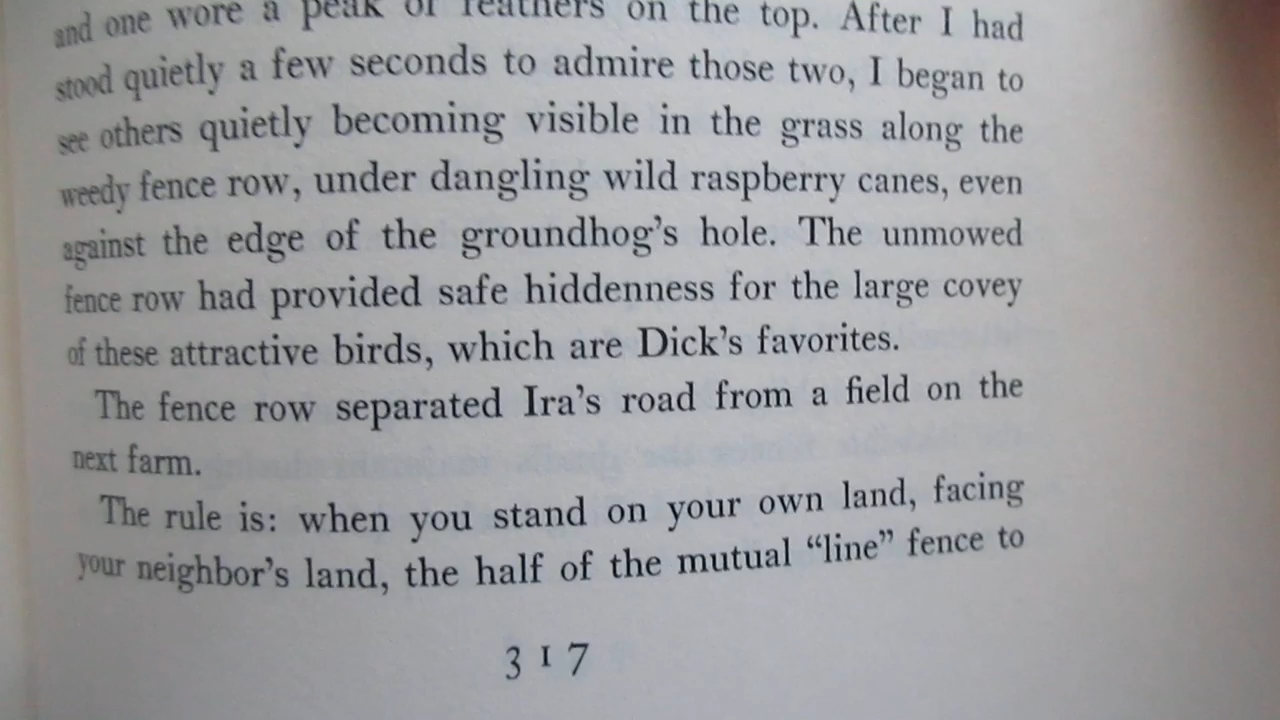 and one wore a peak of feathers on the top. After I had
stood quietly a few seconds to admire those two, I began to
see others quietly becoming visible in the grass along the
weedy fence row, under dangling wild raspberry canes, even
against the edge of the groundhog’s hole. The unmowed
fence row had provided safe hiddenness for the large covey
of these attractive birds, which are Dick’s favorites.
The fence row separated Ira’s road from a field on the
next farm.
The rule is: when you stand on your own land, facing
your neighbor’s land, the half of the mutual “line” fence to
317